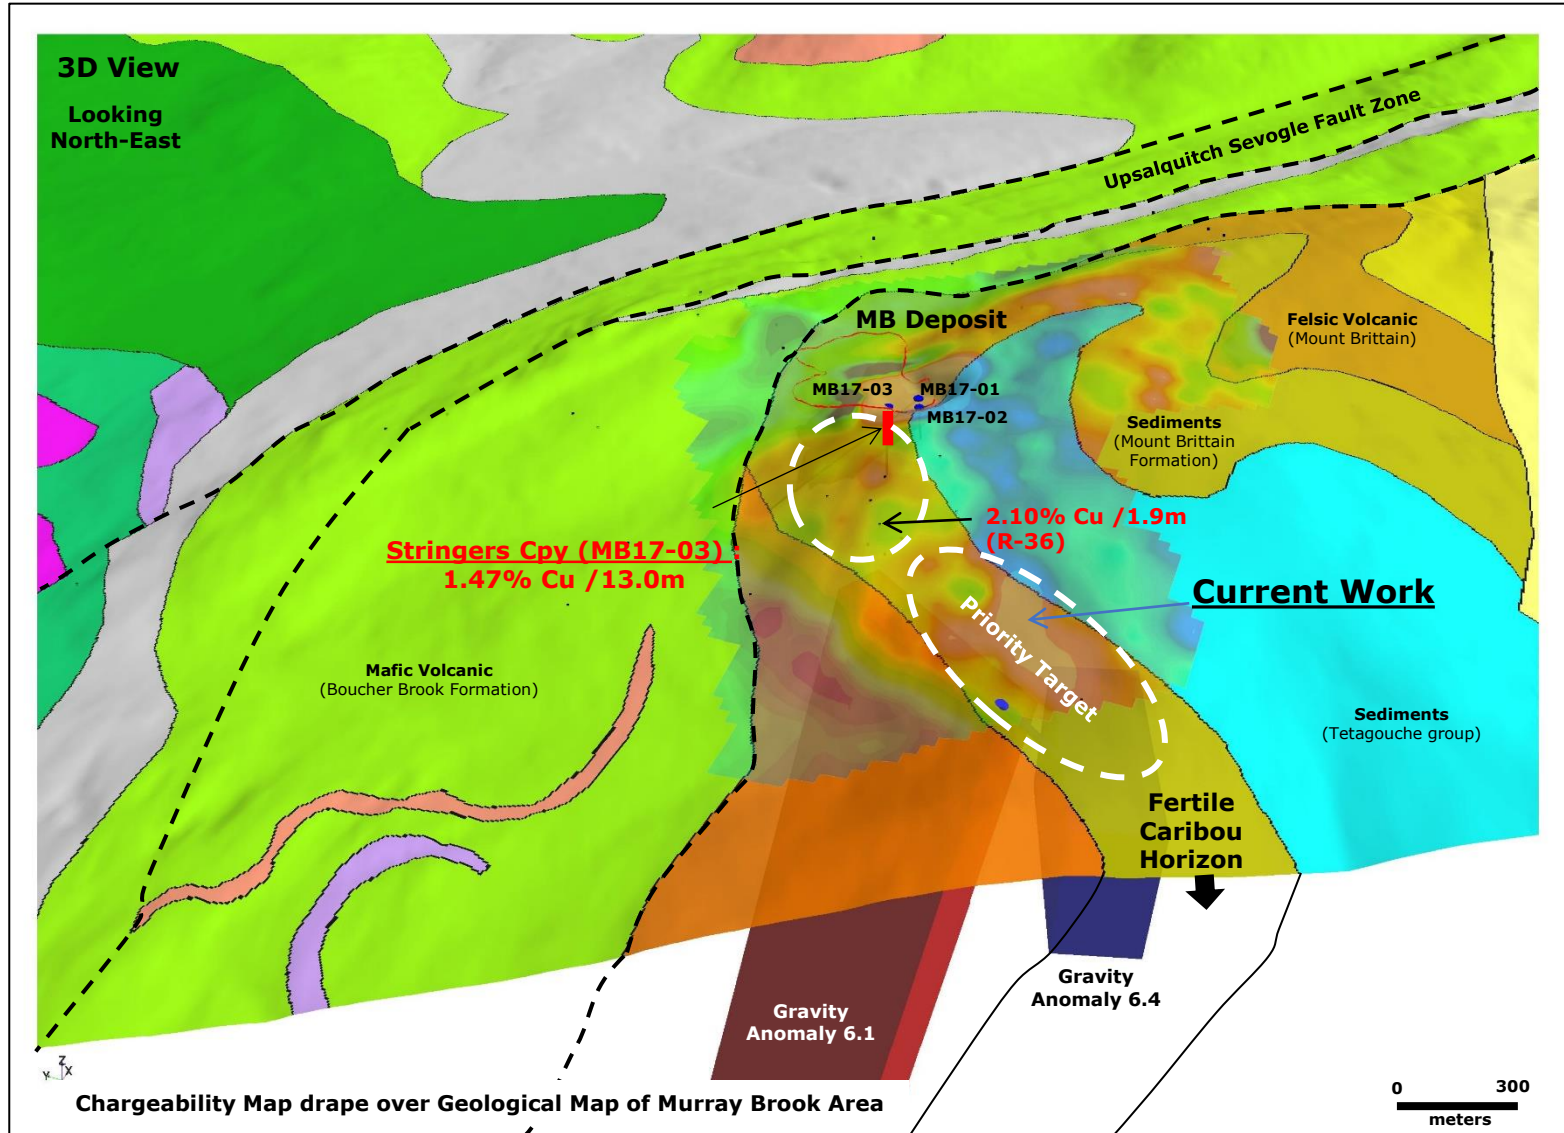 3D View
Looking
North-East
Upsalquitch Sevogle Fault Zone
MB Deposit
Felsic Volcanic
(Mount Brittain)
MB17-03
MB17-01
MB17-02
Sediments
(Mount Brittain
Formation)
2.10% Cu /1.9m
(R-36)
Stringers Cpy (MB17-03) :
1.47% Cu /13.0m
Current Work
Priority Target
Mafic Volcanic
(Boucher Brook Formation)
Sediments
(Tetagouche group)
Fertile
Caribou
Horizon
Gravity
Anomaly 6.4
Gravity
Anomaly 6.1
Z
Y
X
Chargeability Map drape over Geological Map of Murray Brook Area
0 300
meters